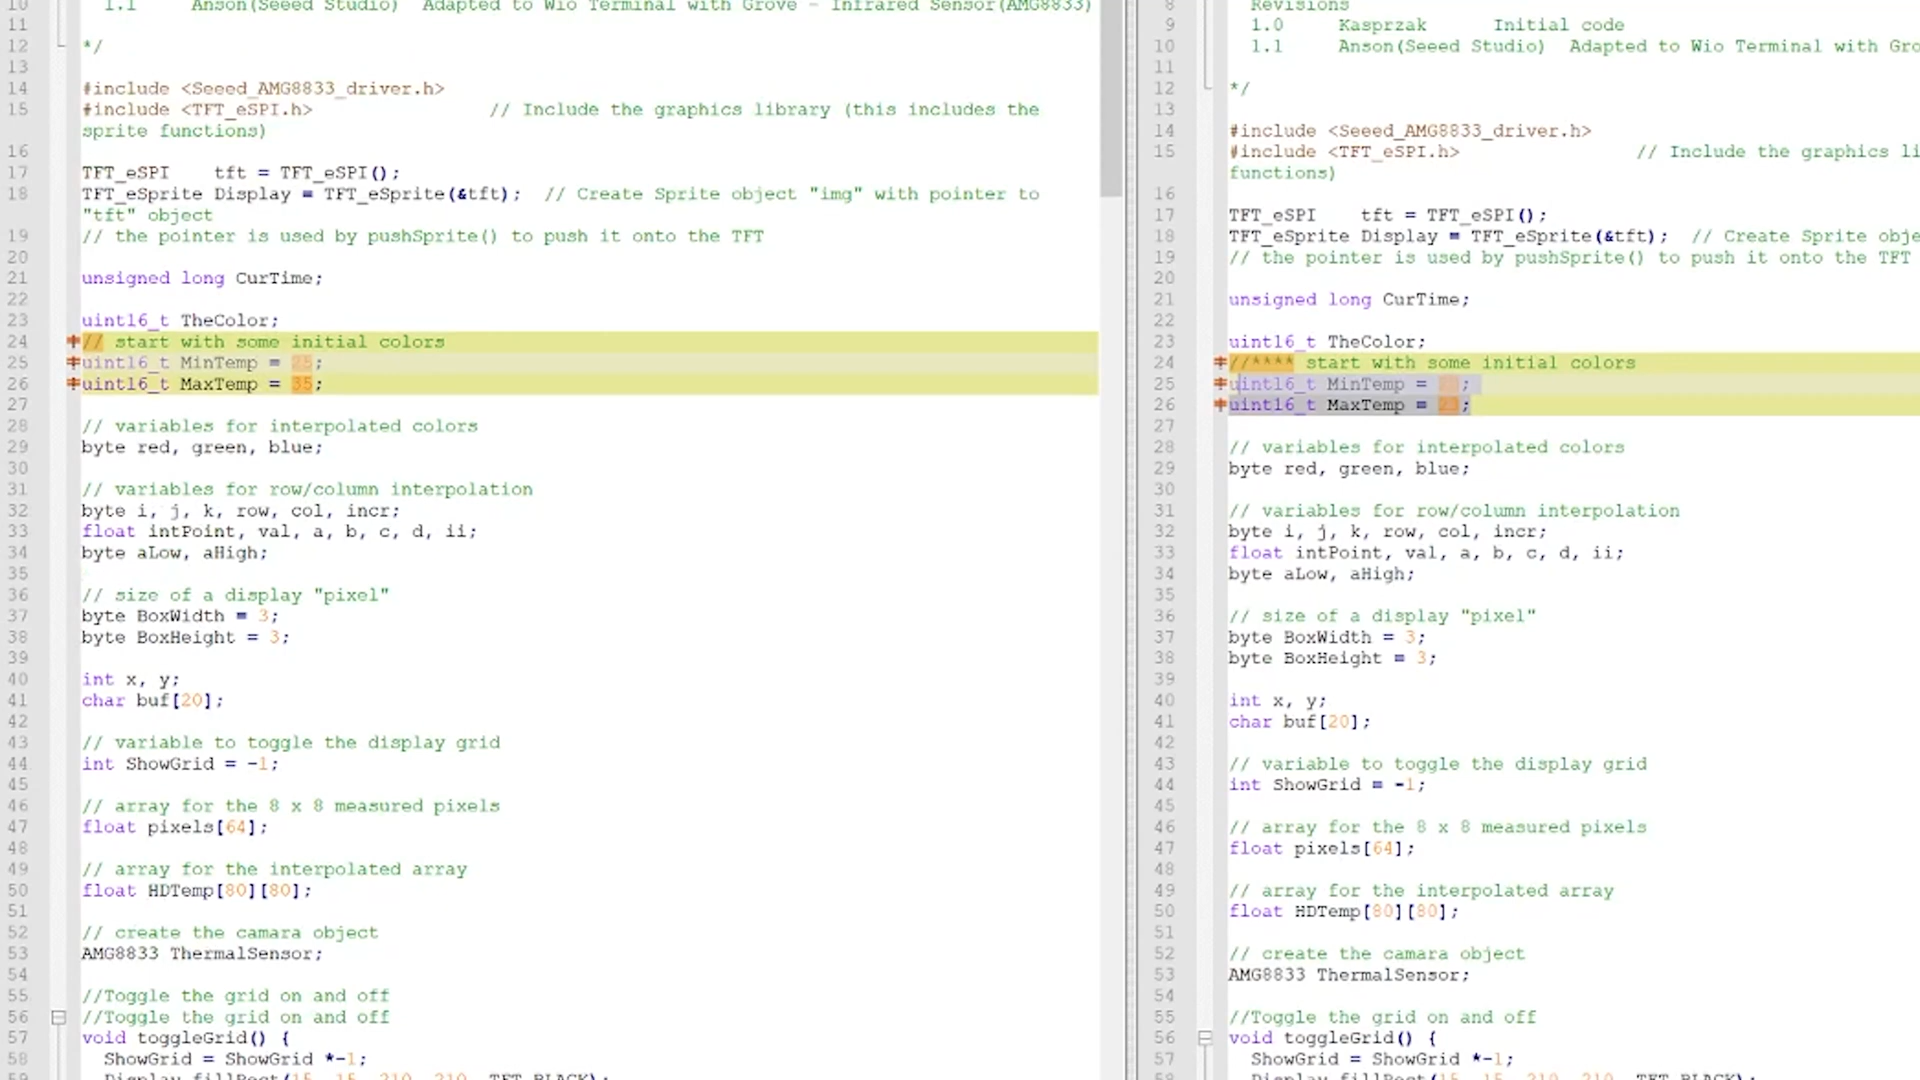 10 1.1 Anson(Seeed Studio) Adapted to Wio Terminal with Grove - Infrared Sensor(AMG8833)
11
12 */
13
14 #include <Seeed_AMG8833_driver.h>
15 #include <TFT_eSPI.h> // Include the graphics library (this includes the
sprite functions)
16
17 TFT_eSPI tft = TFT_eSPI();
18 TFT_eSprite Display = TFT_eSprite(&tft); // Create Sprite object "img" with pointer to
"tft" object
19 // the pointer is used by pushSprite() to push it onto the TFT
20
21 unsigned long CurTime;
22
23 uint16_t TheColor;
24 // start with some initial colors
25 uint16_t MinTemp = 25;
26 uint16_t MaxTemp = 35;
27
28 // variables for interpolated colors
29 byte red, green, blue;
30
31 // variables for row/column interpolation
32 byte i, j, k, row, col, incr;
33 float intPoint, val, a, b, c, d, ii;
34 byte aLow, aHigh;
35
36 // size of a display "pixel"
37 byte BoxWidth = 3;
38 byte BoxHeight = 3;
39
40 int x, y;
41 char buf[20];
42
43 // variable to toggle the display grid
44 int ShowGrid = -1;
45
46 // array for the 8 x 8 measured pixels
47 float pixels[64];
48
49 // array for the interpolated array
50 float HDTemp[80][80];
51
52 // create the camara object
53 AMG8833 ThermalSensor;
54
55 //Toggle the grid on and off
56 //Toggle the grid on and off
57 void toggleGrid() {
58 ShowGrid = ShowGrid *-1;
59 Display.fillRect(15, 15, 210, 210, TFT_BLACK);
8 Revisions
9 1.0 Kasprzak Initial code
10 1.1 Anson(Seeed Studio) Adapted to Wio Terminal with Gro
11
12 */
13
14 #include <Seeed_AMG8833_driver.h>
15 #include <TFT_eSPI.h> // Include the graphics li
functions)
16
17 TFT_eSPI tft = TFT_eSPI();
18 TFT_eSprite Display = TFT_eSprite(&tft); // Create Sprite obje
19 // the pointer is used by pushSprite() to push it onto the TFT
20
21 unsigned long CurTime;
22
23 uint16_t TheColor;
24 //**** start with some initial colors
25 uint16_t MinTemp = ;
26 uint16_t MaxTemp = ;
27
28 // variables for interpolated colors
29 byte red, green, blue;
30
31 // variables for row/column interpolation
32 byte i, j, k, row, col, incr;
33 float intPoint, val, a, b, c, d, ii;
34 byte aLow, aHigh;
35
36 // size of a display "pixel"
37 byte BoxWidth = 3;
38 byte BoxHeight = 3;
39
40 int x, y;
41 char buf[20];
42
43 // variable to toggle the display grid
44 int ShowGrid = -1;
45
46 // array for the 8 x 8 measured pixels
47 float pixels[64];
48
49 // array for the interpolated array
50 float HDTemp[80][80];
51
52 // create the camara object
53 AMG8833 ThermalSensor;
54
55 //Toggle the grid on and off
56 void toggleGrid() {
57 ShowGrid = ShowGrid *-1;
58 Display.fillRect(15, 15, 210, 210, TFT_BLACK);